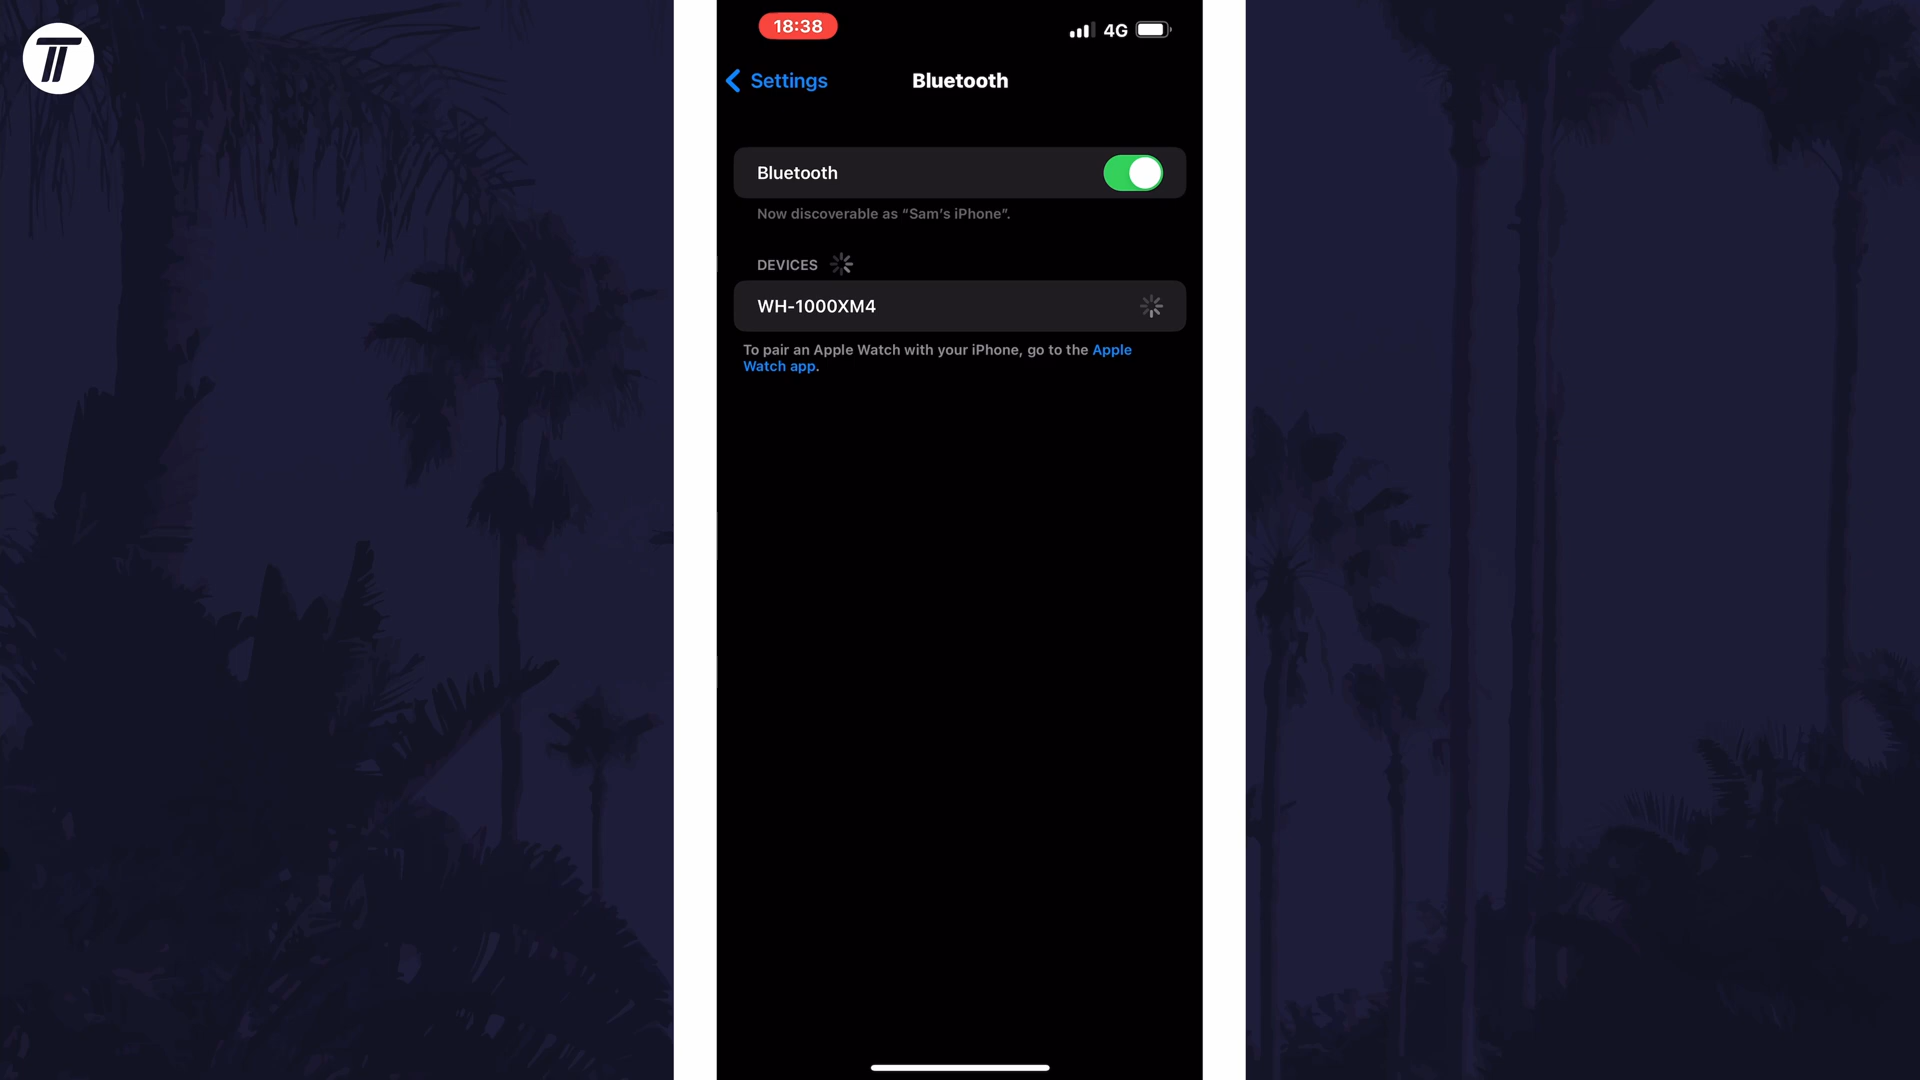 18:38
4G
Settings
Bluetooth
Bluetooth
Now discoverable as “Sam’s iPhone”.
DEVICES
WH-1000XM4
To pair an Apple Watch with your iPhone, go to the Apple
Watch app.